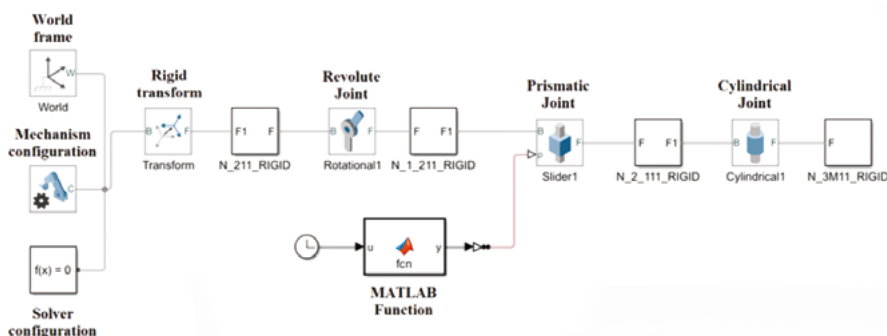 World
frame
W
World
Mechanism
configuration
C
f(x) = 0
Solver
configuration
Rigid
transform
B
F
Transform
F1
F
N_211_RIGID
Revolute
Joint
B
F
Rotational1
F
F1
N_1_211_RIGID
Prismatic
Joint
B
P
F
Slider1
F
F1
N_2_111_RIGID
Cylindrical
Joint
B
F
Cylindrical1
F
N_3M11_RIGID
u
fcn
y
MATLAB
Function